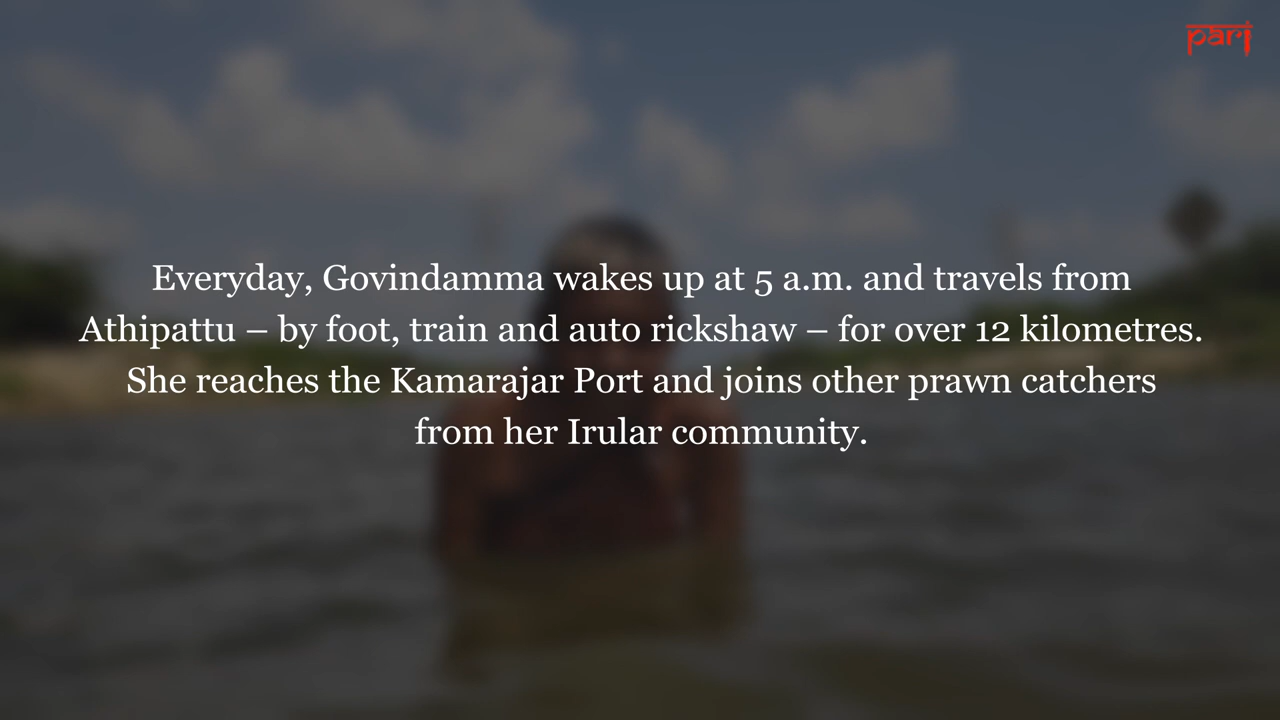 pari
Everyday, Govindamma wakes up at 5 a.m. and travels from
Athipattu – by foot, train and auto rickshaw – for over 12 kilometres.
She reaches the Kamarajar Port and joins other prawn catchers
from her Irular community.